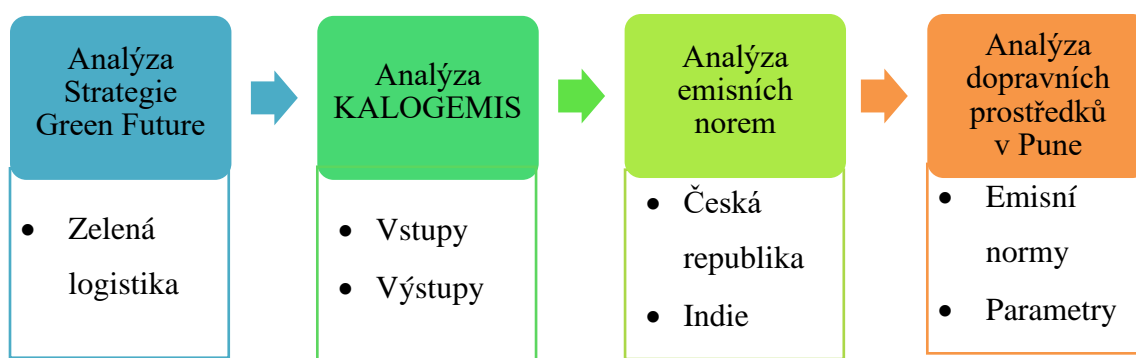 Analýza
Strategie
Green Future
• Zelená
logistika
Analýza
KALOGEMIS
• Vstupy
• Výstupy
Analýza
emisních
norem
• Česká
republika
• Indie
Analýza
dopravních
prostředků
v Pune
• Emisní
normy
• Parametry